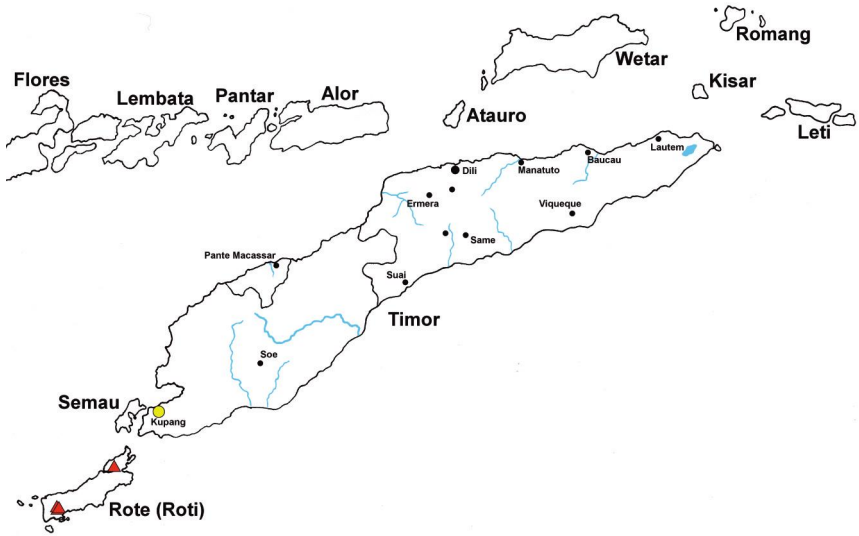 Romang
Wetar
Flores
Kisar
Lembata
Pantar
Alor
Atauro
Leti
Lautem
Baucau
Dili
Manatuto
Ermera
Viqueque
Same
Pante Macassar
Suai
Timor
Soe
Semau
Kupang
Rote (Roti)